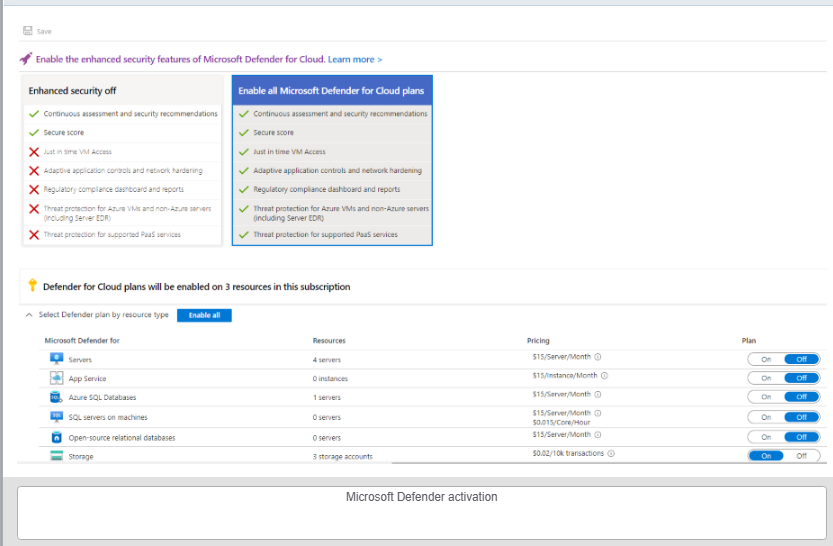 Save
Enable the enhanced security features of Microsoft Defender for Cloud. Learn more >
Enhanced security off
Continuous assessment and security recommendations
Secure score
Just in time VM Access
Adaptive application controls and network hardening
Regulatory compliance dashboard and reports
Threat protection for Azure VMs and non-Azure servers
(including Server EDR)
Threat protection for supported PaaS services
Enable all Microsoft Defender for Cloud plans
Continuous assessment and security recommendations
Secure score
Just in time VM Access
Adaptive application controls and network hardening
Regulatory compliance dashboard and reports
Threat protection for Azure VMs and non-Azure servers
(including Server EDR)
Threat protection for supported PaaS services
Defender for Cloud plans will be enabled on 3 resources in this subscription
Select Defender plan by resource type Enable all
Microsoft Defender for Resources Pricing Plan
Servers 4 servers $15/Server/Month On Off
App Service 0 instances $15/Instance/Month On Off
Azure SQL Databases 1 servers $15/Server/Month On Off
SQL servers on machines 0 servers $15/Server/Month On Off
$0.015/Core/Hour
Open-source relational databases 0 servers $15/Server/Month On Off
Storage 3 storage accounts $0.02/10k transactions On Off
Microsoft Defender activation